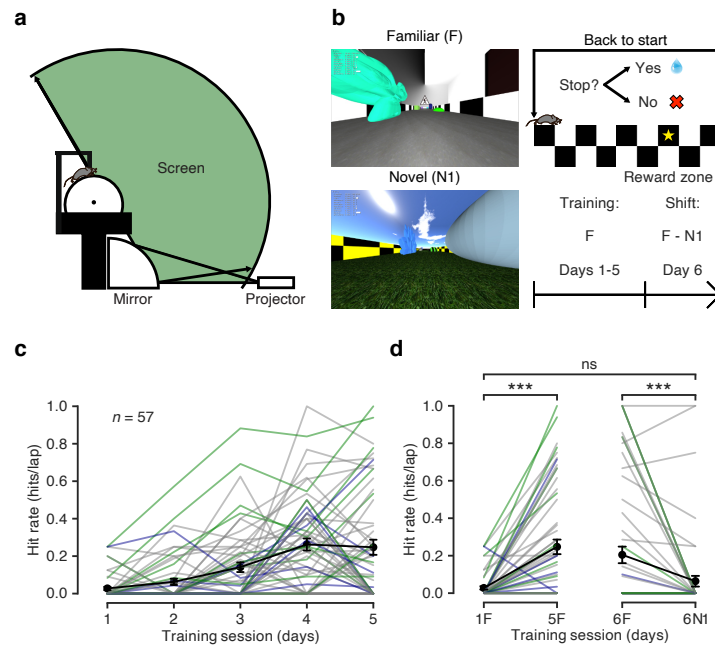 a
Screen
Mirror
Projector
b
Familiar (F)
Novel (N1)
Back to start
Stop?
Yes
No
Reward zone
Training:
Shift:
F
F - N1
Days 1-5
Day 6
c
n = 57
Hit rate (hits/lap)
1.0
0.8
0.6
0.4
0.2
0.0
1
2
3
4
5
Training session (days)
d
ns
***
***
Hit rate (hits/lap)
1.0
0.8
0.6
0.4
0.2
0.0
1F
5F
6F
6N1
Training session (days)